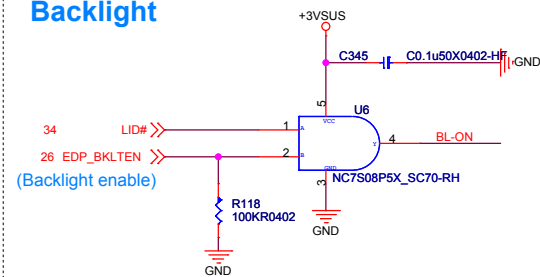 Backlight
+3VSUS
C345
C0.1u50X0402-HF
GND
5
U6
VCC
34
LID#
1
A
Y
4
BL-ON
26
EDP_BKLTEN
2
B
(Backlight enable)
GND
3
NC7S08P5X_SC70-RH
R118
100KR0402
GND
GND